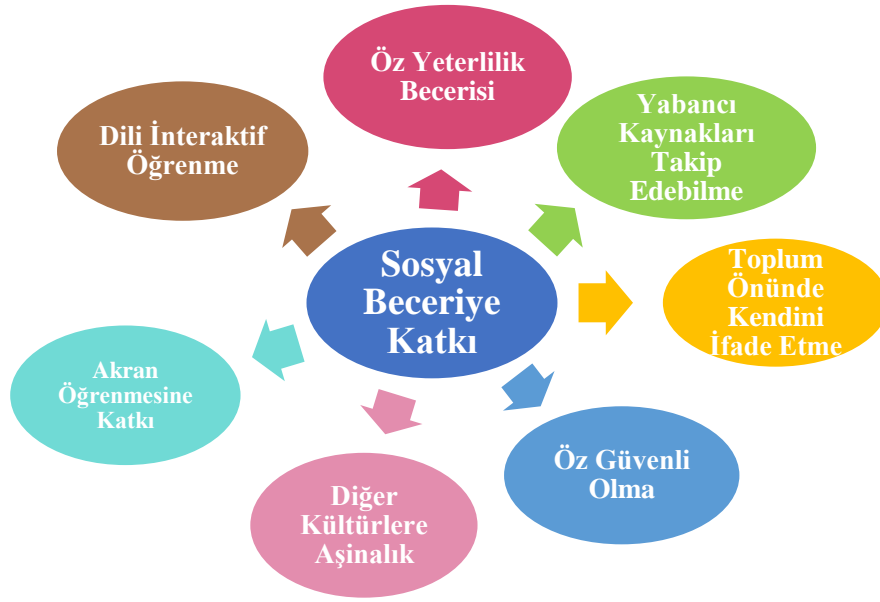 Öz Yeterlilik
Becerisi
Yabancı
Kaynakları
Takip
Edebilme
Dili İnteraktif
Öğrenme
Sosyal
Beceriye
Katkı
Toplum
Önünde
Kendini
İfade Etme
Akran
Öğrenmesine
Katkı
Öz Güvenli
Olma
Diğer
Kültürlere
Aşinalık